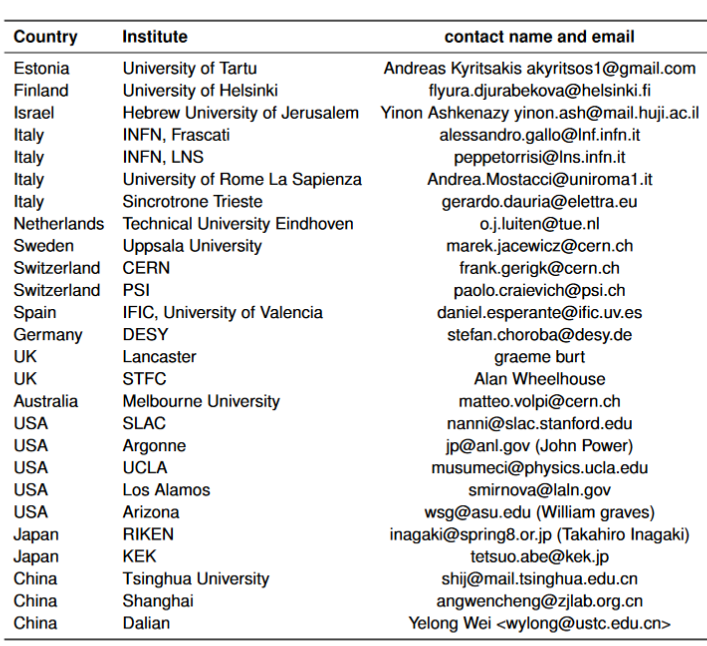 Country Institute contact name and email
Estonia University of Tartu Andreas Kyritsakis akyritsos1@gmail.com
Finland University of Helsinki flyura.djurabekova@helsinki.fi
Israel Hebrew University of Jerusalem Yinon Ashkenazy yinon.ash@mail.huji.ac.il
Italy INFN, Frascati alessandro.gallo@lnf.infn.it
Italy INFN, LNS peppetorrisi@lns.infn.it
Italy University of Rome La Sapienza Andrea.Mostacci@uniroma1.it
Italy Sincrotrone Trieste gerardo.dauria@elettra.eu
Netherlands Technical University Eindhoven o.j.luiten@tue.nl
Sweden Uppsala University marek.jacewicz@cern.ch
Switzerland CERN frank.gerigk@cern.ch
Switzerland PSI paolo.craievich@psi.ch
Spain IFIC, University of Valencia daniel.esperante@ific.uv.es
Germany DESY stefan.choroba@desy.de
UK Lancaster graeme burt
UK STFC Alan Wheelhouse
Australia Melbourne University matteo.volpi@cern.ch
USA SLAC nanni@slac.stanford.edu
USA Argonne jp@anl.gov (John Power)
USA UCLA musumeci@physics.ucla.edu
USA Los Alamos smirnova@laln.gov
USA Arizona wsg@asu.edu (William graves)
Japan RIKEN inagaki@spring8.or.jp (Takahiro Inagaki)
Japan KEK tetsuo.abe@kek.jp
China Tsinghua University shij@mail.tsinghua.edu.cn
China Shanghai angwencheng@zjlab.org.cn
China Dalian Yelong Wei <wylong@ustc.edu.cn>